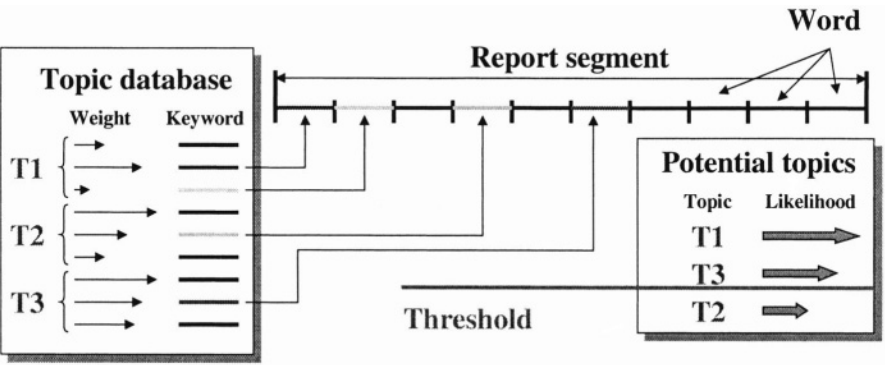 Word
Report segment
Topic database
Weight Keyword
T1
T2
T3
Potential topics
Topic Likelihood
T1
T3
T2
Threshold